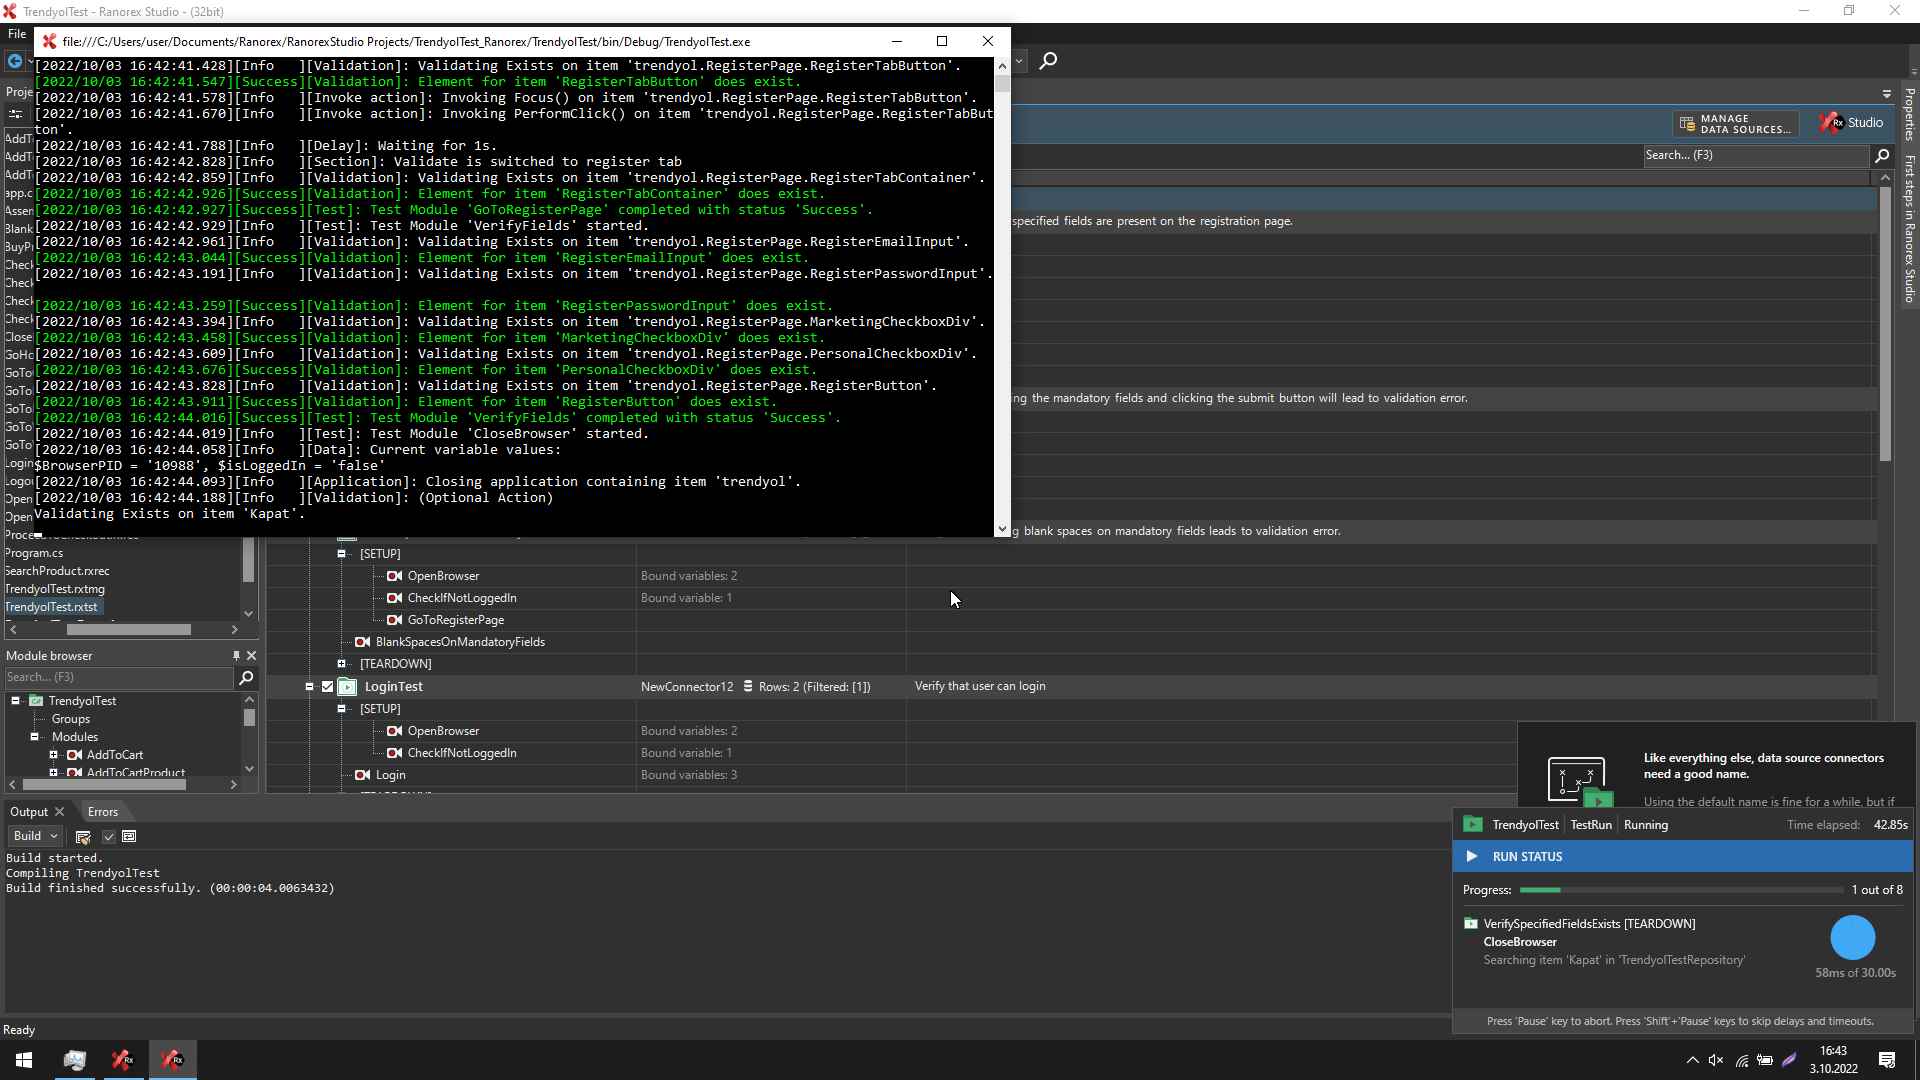 TrendyolTest - Ranorex Studio - (32bit)
File
file:///C:/Users/user/Documents/Ranorex/RanorexStudio Projects/TrendyolTest_Ranorex/TrendyolTest/bin/Debug/TrendyolTest.exe
[2022/10/03 16:42:41.428][Info   ][Validation]: Validating Exists on item 'trendyol.RegisterPage.RegisterTabButton'.
[2022/10/03 16:42:41.547][Success][Validation]: Element for item 'RegisterTabButton' does exist.
[2022/10/03 16:42:41.578][Info   ][Invoke action]: Invoking Focus() on item 'trendyol.RegisterPage.RegisterTabButton'.
[2022/10/03 16:42:41.670][Info   ][Invoke action]: Invoking PerformClick() on item 'trendyol.RegisterPage.RegisterTabBut
ton'.
[2022/10/03 16:42:41.788][Info   ][Delay]: Waiting for 1s.
[2022/10/03 16:42:42.828][Info   ][Section]: Validate is switched to register tab
[2022/10/03 16:42:42.859][Info   ][Validation]: Validating Exists on item 'trendyol.RegisterPage.RegisterTabContainer'.
[2022/10/03 16:42:42.926][Success][Validation]: Element for item 'RegisterTabContainer' does exist.
[2022/10/03 16:42:42.927][Success][Test]: Test Module 'GoToRegisterPage' completed with status 'Success'.
[2022/10/03 16:42:42.929][Info   ][Test]: Test Module 'VerifyFields' started.
[2022/10/03 16:42:42.961][Info   ][Validation]: Validating Exists on item 'trendyol.RegisterPage.RegisterEmailInput'.
[2022/10/03 16:42:43.044][Success][Validation]: Element for item 'RegisterEmailInput' does exist.
[2022/10/03 16:42:43.191][Info   ][Validation]: Validating Exists on item 'trendyol.RegisterPage.RegisterPasswordInput'.
[2022/10/03 16:42:43.259][Success][Validation]: Element for item 'RegisterPasswordInput' does exist.
[2022/10/03 16:42:43.394][Info   ][Validation]: Validating Exists on item 'trendyol.RegisterPage.MarketingCheckboxDiv'.
[2022/10/03 16:42:43.458][Success][Validation]: Element for item 'MarketingCheckboxDiv' does exist.
[2022/10/03 16:42:43.609][Info   ][Validation]: Validating Exists on item 'trendyol.RegisterPage.PersonalCheckboxDiv'.
[2022/10/03 16:42:43.676][Success][Validation]: Element for item 'PersonalCheckboxDiv' does exist.
[2022/10/03 16:42:43.828][Info   ][Validation]: Validating Exists on item 'trendyol.RegisterPage.RegisterButton'.
[2022/10/03 16:42:43.911][Success][Validation]: Element for item 'RegisterButton' does exist.
[2022/10/03 16:42:44.016][Success][Test]: Test Module 'VerifyFields' completed with status 'Success'.
[2022/10/03 16:42:44.019][Info   ][Test]: Test Module 'CloseBrowser' started.
[2022/10/03 16:42:44.058][Info   ][Data]: Current variable values:
$BrowserPID = '10988', $isLoggedIn = 'false'
[2022/10/03 16:42:44.093][Info   ][Application]: Closing application containing item 'trendyol'.
[2022/10/03 16:42:44.188][Info   ][Validation]: (Optional Action)
Validating Exists on item 'Kapat'.
Proje
AddT
AddT
AddT
app.c
Assen
Blank
BuyPr
Check
Check
Check
Check
Close
GoHo
GoTo
GoTo
GoTo
GoTo
GoTo
Login
Logo
Open
Open
Program.cs
SearchProduct.rxrec
TrendyolTest.rxtmg
TrendyolTest.rxtst
MANAGE
DATA SOURCES...
Rx Studio
Search... (F3)
Properties
First steps in Ranorex Studio
specified fields are present on the registration page.
ng the mandatory fields and clicking the submit button will lead to validation error.
g blank spaces on mandatory fields leads to validation error.
[SETUP]
OpenBrowser Bound variables: 2
CheckIfNotLoggedIn Bound variable: 1
GoToRegisterPage
BlankSpacesOnMandatoryFields
[TEARDOWN]
LoginTest NewConnector12 Rows: 2 (Filtered: [1]) Verify that user can login
[SETUP]
OpenBrowser Bound variables: 2
CheckIfNotLoggedIn Bound variable: 1
Login Bound variables: 3
Module browser
Search... (F3)
TrendyolTest
Groups
Modules
AddToCart
AddToCartProduct
Output
Errors
Build
Build started.
Compiling TrendyolTest
Build finished successfully. (00:00:04.0063432)
Like everything else, data source connectors
need a good name.
Using the default name is fine for a while, but if
TrendyolTest TestRun Running Time elapsed: 42.85s
RUN STATUS
Progress: 1 out of 8
VerifySpecifiedFieldsExists [TEARDOWN]
CloseBrowser
Searching item 'Kapat' in 'TrendyolTestRepository'
58ms of 30.00s
Press 'Pause' key to abort. Press 'Shift'+'Pause' keys to skip delays and timeouts.
Ready
Rx
Rx
16:43
3.10.2022